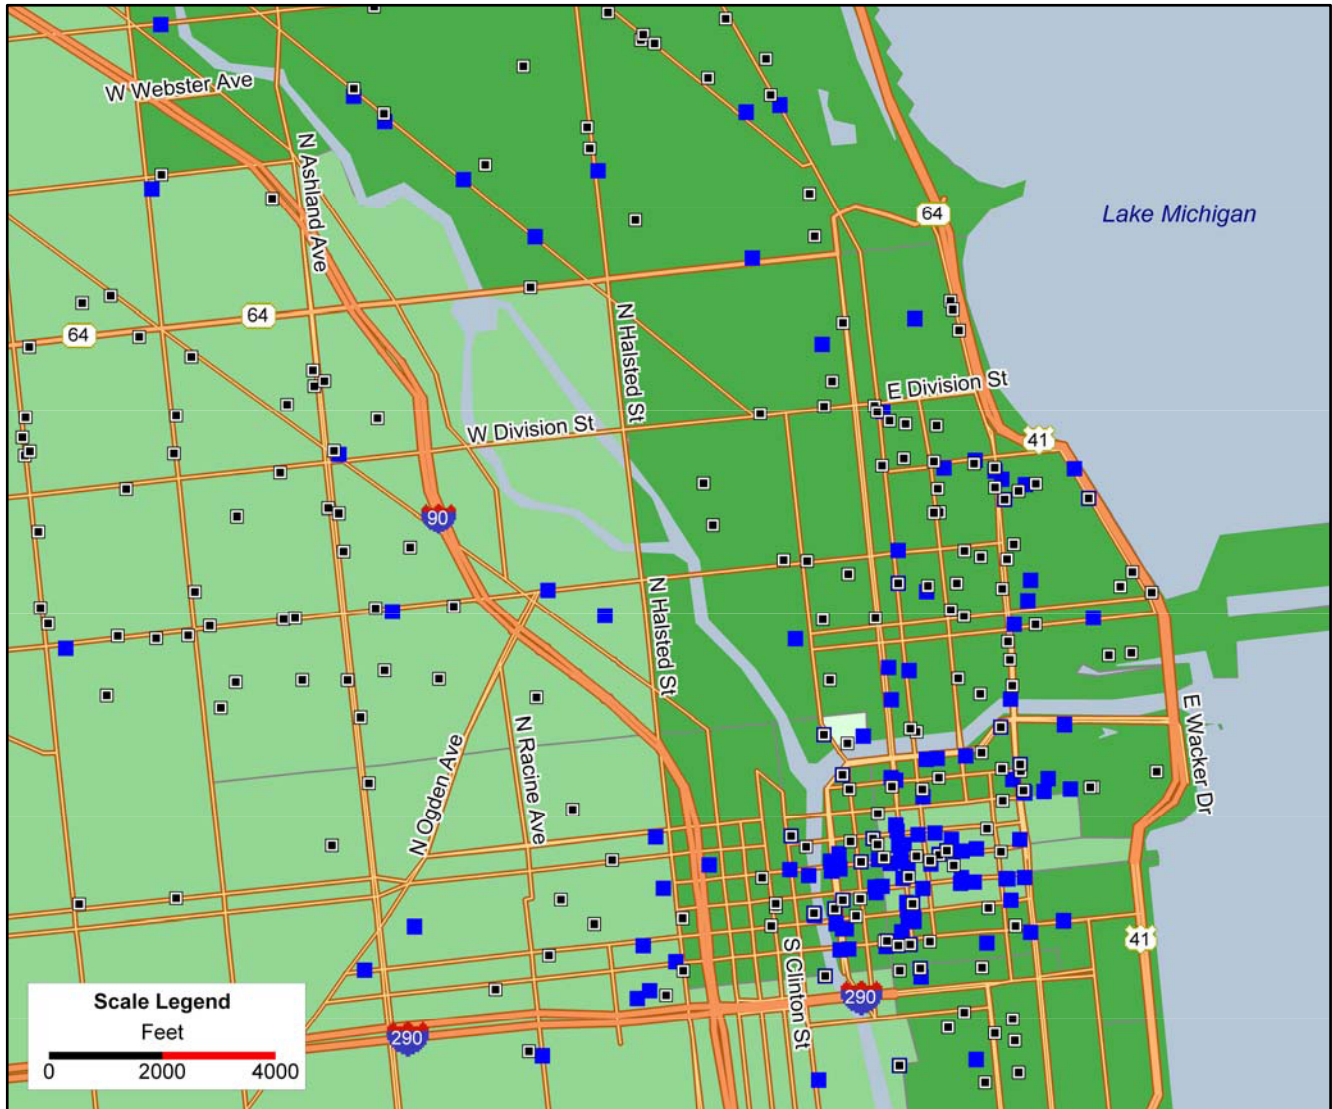 W Webster Ave
N Ashland Ave
64
Lake Michigan
64
64
N Halsted St
E Division St
W Division St
41
90
N Halsted St
E Wacker Dr
N Ogden Ave
N Racine Ave
41
S Clinton St
290
290
Scale Legend
Feet
0 2000 4000